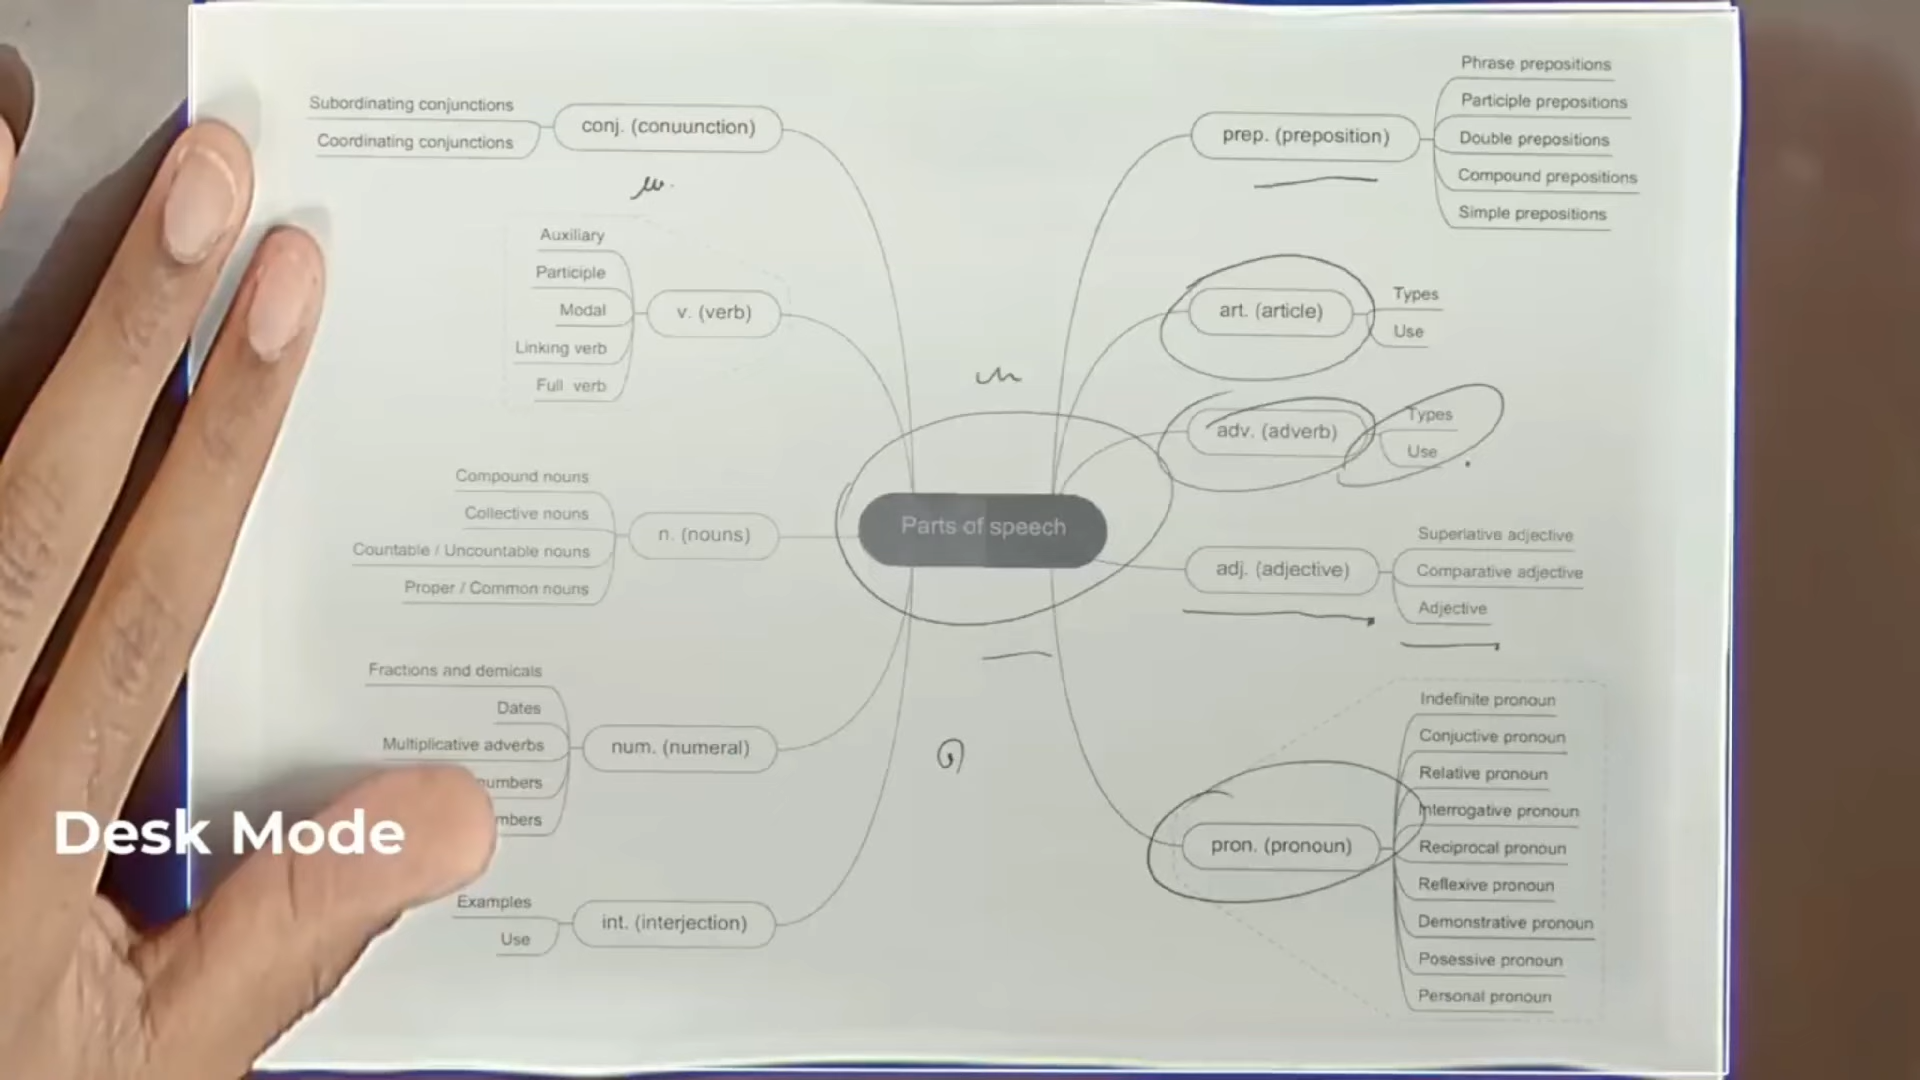 Subordinating conjunctions
Coordinating conjunctions
conj. (conuunction)
Auxiliary
Participle
Modal
Linking verb
Full verb
v. (verb)
Compound nouns
Collective nouns
Countable / Uncountable nouns
Proper / Common nouns
n. (nouns)
Fractions and demicals
Dates
Multiplicative adverbs
num. (numeral)
Examples
Use
int. (interjection)
Parts of speech
prep. (preposition)
Phrase prepositions
Participle prepositions
Double prepositions
Compound prepositions
Simple prepositions
art. (article)
Types
Use
adv. (adverb)
Types
Use
adj. (adjective)
Superlative adjective
Comparative adjective
Adjective
pron. (pronoun)
Indefinite pronoun
Conjuctive pronoun
Relative pronoun
Interrogative pronoun
Reciprocal pronoun
Reflexive pronoun
Demonstrative pronoun
Posessive pronoun
Personal pronoun
Desk Mode